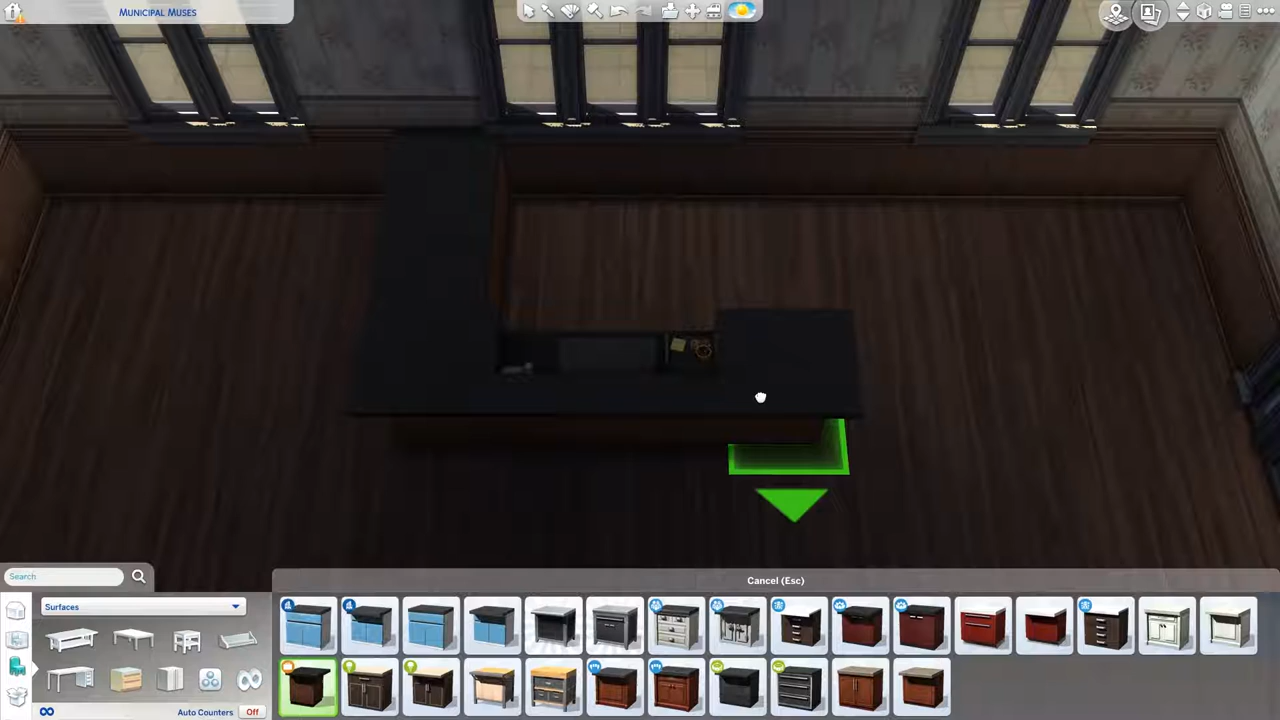 MUNICIPAL MUSES
Cancel (Esc)
Search
Surfaces
Auto Counters Off